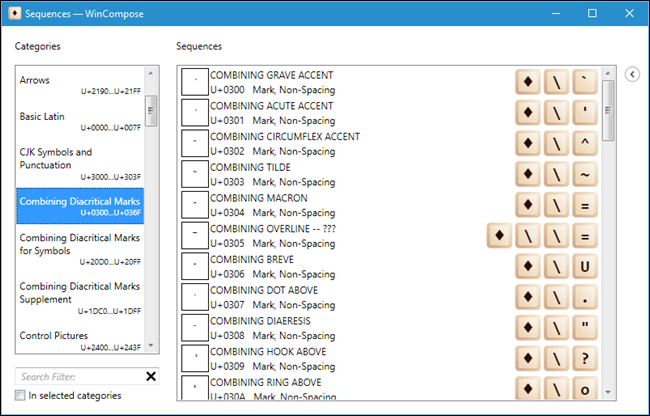 Sequences — WinCompose
Categories
Sequences
Arrows
U+2190...U+21FF
Basic Latin
U+0000...U+007F
CJK Symbols and
Punctuation
U+3000...U+303F
Combining Diacritical Marks
U+0300...U+036F
Combining Diacritical Marks
for Symbols
U+20D0...U+20FF
Combining Diacritical Marks
Supplement
U+1DC0...U+1DFF
Control Pictures
U+2400...U+243F
Search Filter:
In selected categories
COMBINING GRAVE ACCENT
U+0300 Mark, Non-Spacing
♦ \ `
COMBINING ACUTE ACCENT
U+0301 Mark, Non-Spacing
♦ \ '
COMBINING CIRCUMFLEX ACCENT
U+0302 Mark, Non-Spacing
♦ \ ^
COMBINING TILDE
U+0303 Mark, Non-Spacing
♦ \ ~
COMBINING MACRON
U+0304 Mark, Non-Spacing
♦ \ =
COMBINING OVERLINE -- ???
U+0305 Mark, Non-Spacing
♦ \ \ =
COMBINING BREVE
U+0306 Mark, Non-Spacing
♦ \ U
COMBINING DOT ABOVE
U+0307 Mark, Non-Spacing
♦ \ .
COMBINING DIAERESIS
U+0308 Mark, Non-Spacing
♦ \ "
COMBINING HOOK ABOVE
U+0309 Mark, Non-Spacing
♦ \ ?
COMBINING RING ABOVE
U+030A Mark, Non-Spacing
♦ \ o